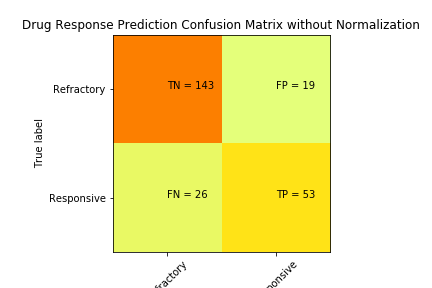 Drug Response Prediction Confusion Matrix without Normalization
Refractory
TN = 143
FP = 19
True label
Responsive
FN = 26
TP = 53